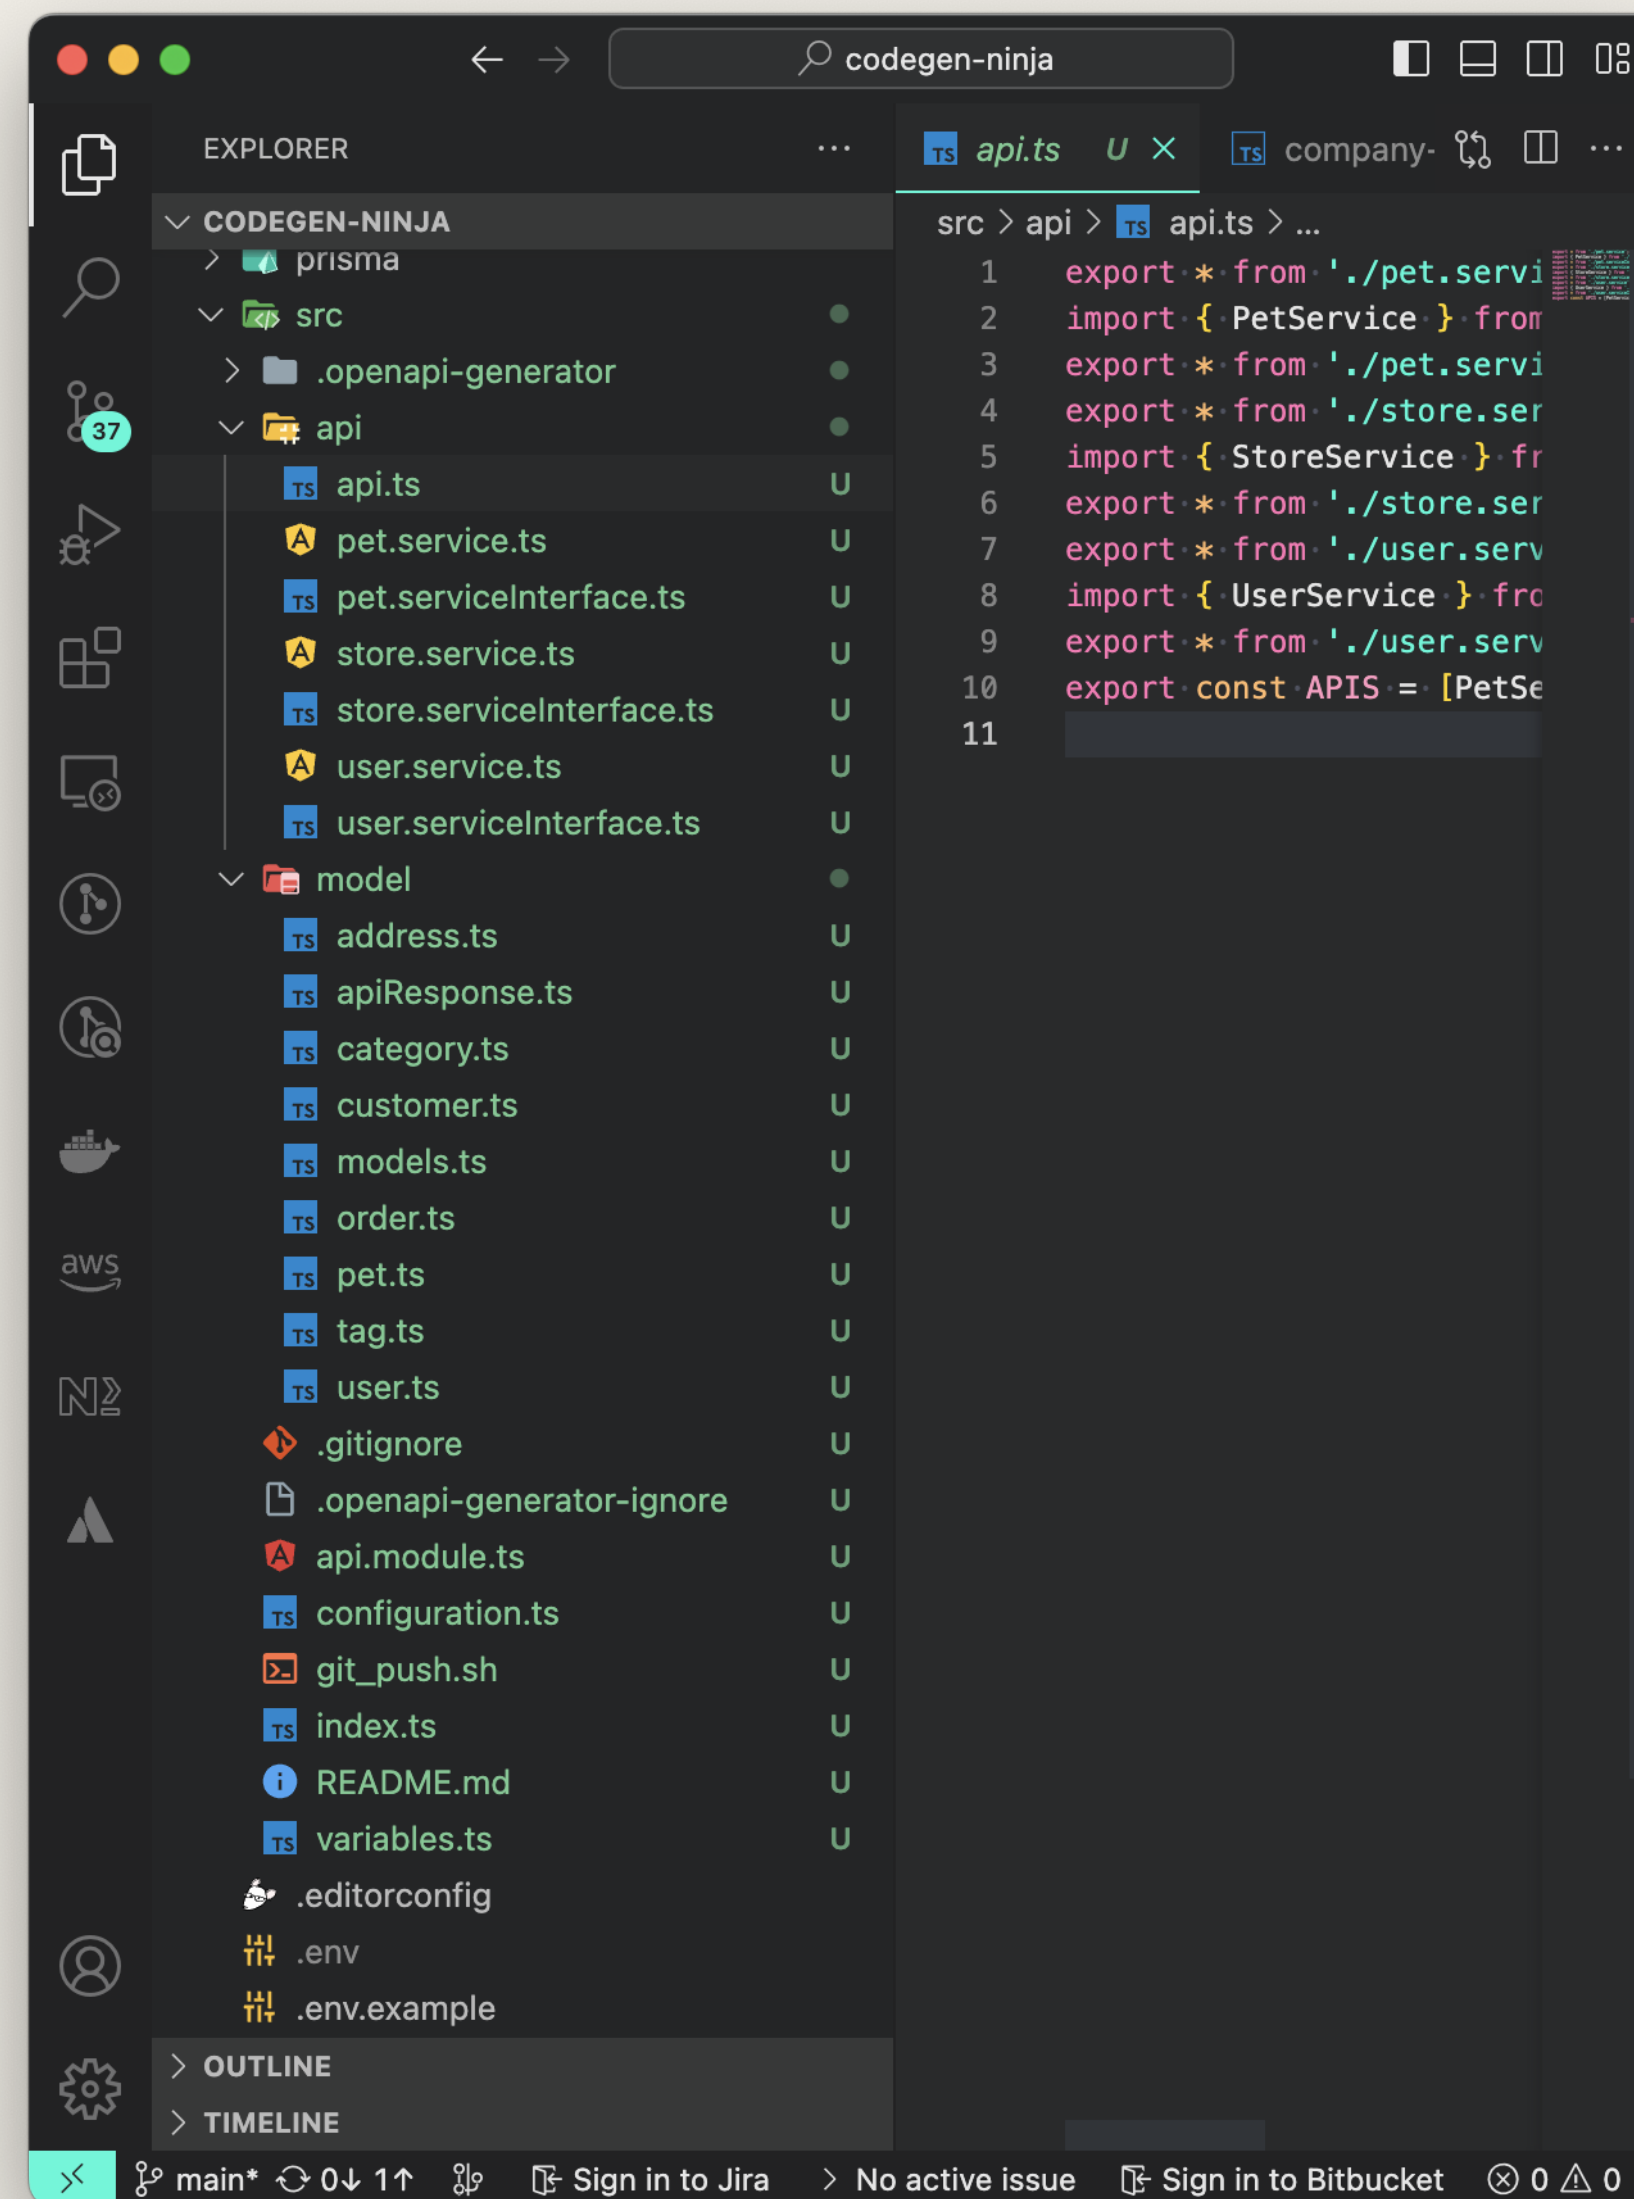 codegen-ninja
EXPLORER
CODEGEN-NINJA
prisma
src
.openapi-generator
api
api.ts U
pet.service.ts U
pet.serviceInterface.ts U
store.service.ts U
store.serviceInterface.ts U
user.service.ts U
user.serviceInterface.ts U
model
address.ts U
apiResponse.ts U
category.ts U
customer.ts U
models.ts U
order.ts U
pet.ts U
tag.ts U
user.ts U
.gitignore U
.openapi-generator-ignore U
api.module.ts U
configuration.ts U
git_push.sh U
index.ts U
README.md U
variables.ts U
.editorconfig
.env
.env.example
OUTLINE
TIMELINE
37
aws
api.ts U
company-
src > api > TS api.ts > ...
1 export * from './pet.servi
2 import { PetService } from
3 export * from './pet.servi
4 export * from './store.ser
5 import { StoreService } fr
6 export * from './store.ser
7 export * from './user.serv
8 import { UserService } fro
9 export * from './user.serv
10 export const APIS = [PetSe
11
main* 0↓ 1↑ Sign in to Jira > No active issue Sign in to Bitbucket 0 0